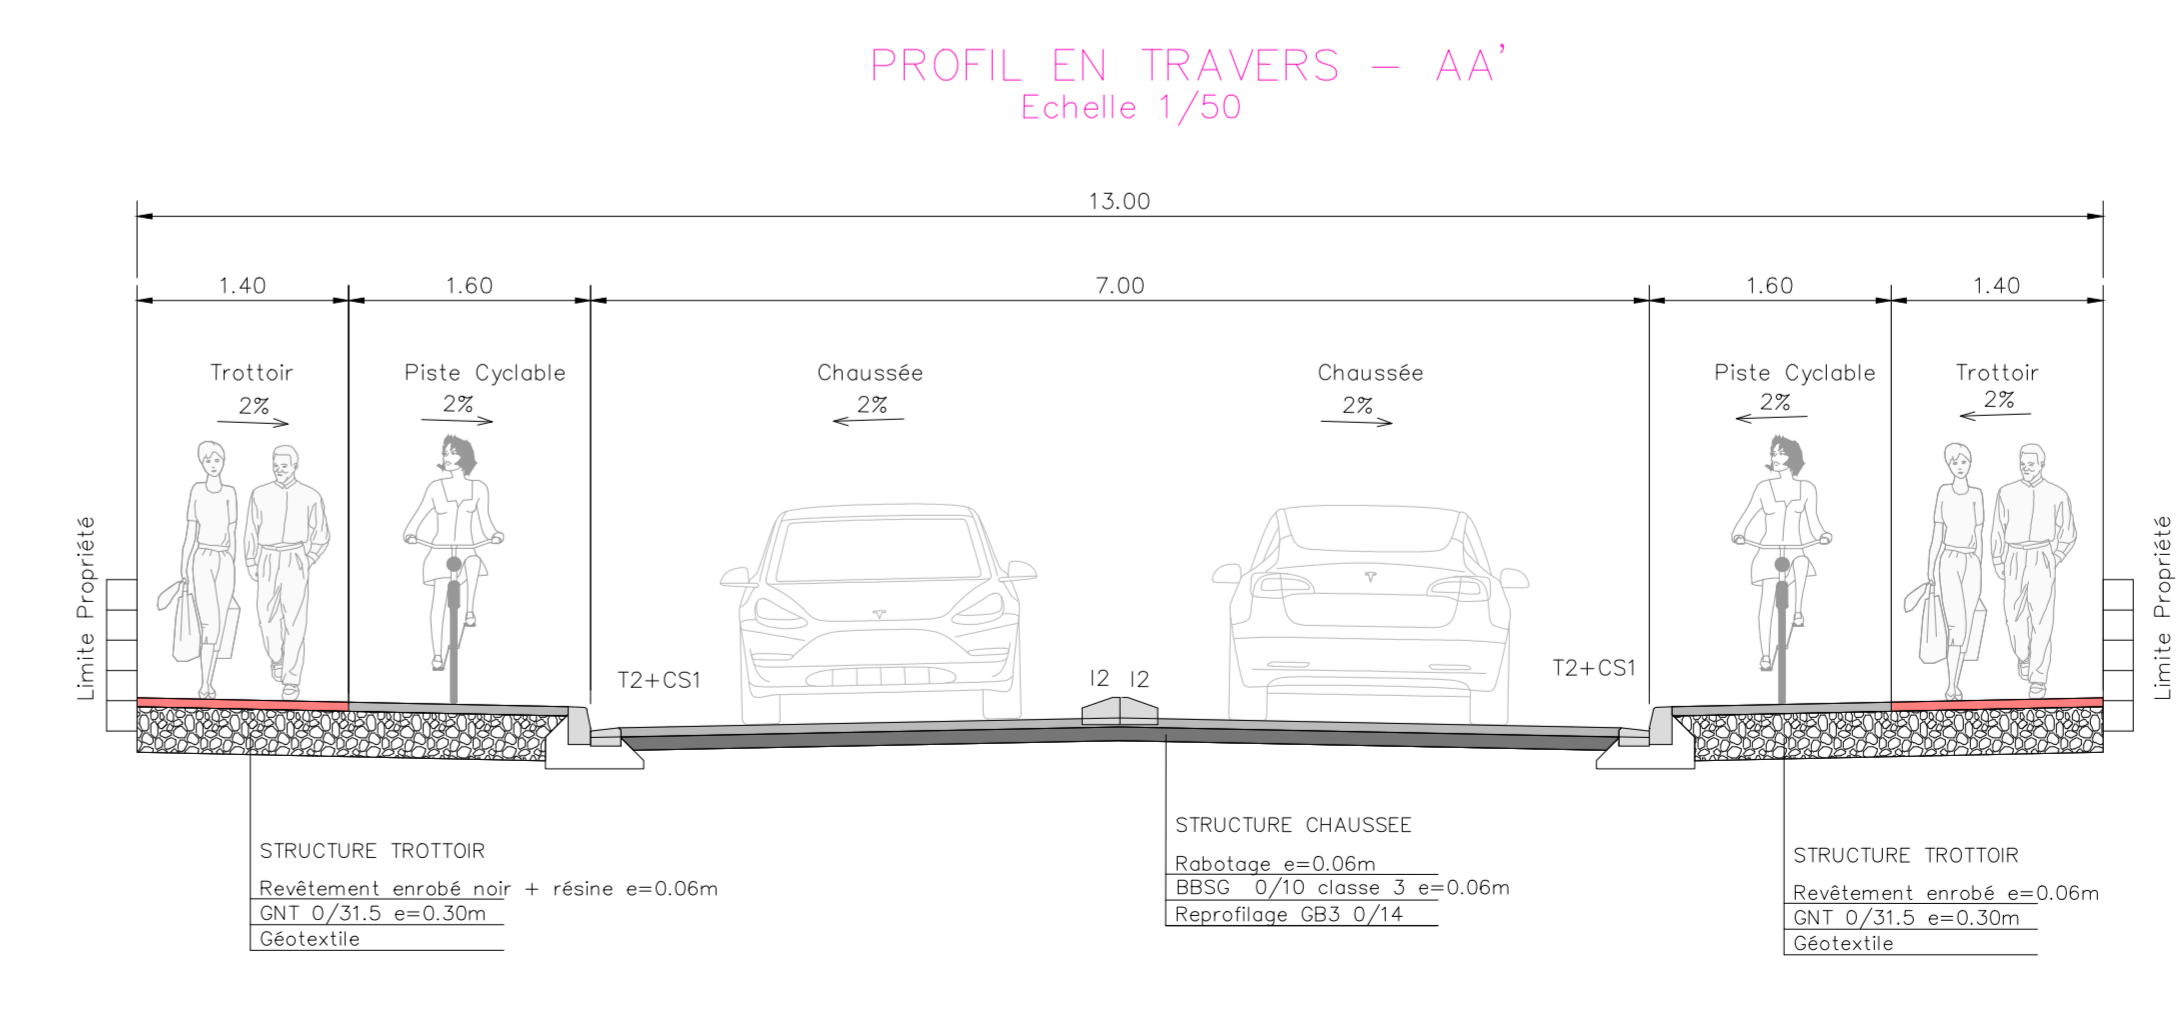 PROFIL EN TRAVERS - AA'
Echelle 1/50
13.00
1.40 1.60 7.00 1.60 1.40
Trottoir Piste Cyclable Chaussée Chaussée Piste Cyclable Trottoir
2% 2% 2% 2% 2% 2%
Limite Propriété
Limite Propriété
T2+CS1
I2 I2
T2+CS1
STRUCTURE TROTTOIR
Revêtement enrobé noir + résine e=0.06m
GNT 0/31.5 e=0.30m
Géotextile
STRUCTURE CHAUSSEE
Rabotage e=0.06m
BBSG 0/10 classe 3 e=0.06m
Reprofilage GB3 0/14
STRUCTURE TROTTOIR
Revêtement enrobé e=0.06m
GNT 0/31.5 e=0.30m
Géotextile